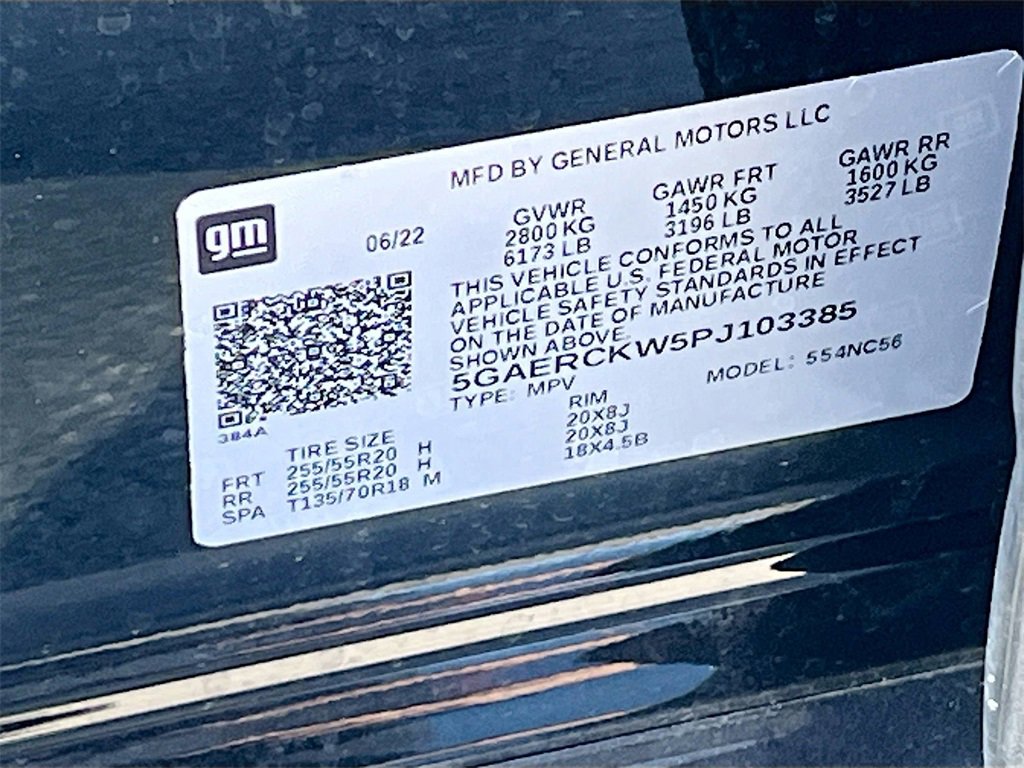 MFD BY GENERAL MOTORS LLC
gm
06/22
GVWR
2800 KG
6173 LB
GAWR FRT
1450 KG
3196 LB
GAWR RR
1600 KG
3527 LB
THIS VEHICLE CONFORMS TO ALL
APPLICABLE U.S. FEDERAL MOTOR
VEHICLE SAFETY STANDARDS IN EFFECT
ON THE DATE OF MANUFACTURE
SHOWN ABOVE.
5GAERCKW5PJ103385
TYPE: MPV MODEL: 554NC56
384A
TIRE SIZE RIM
FRT 255/55R20 H 20X8J
RR 255/55R20 H 20X8J
SPA T135/70R18 M 18X4.5B